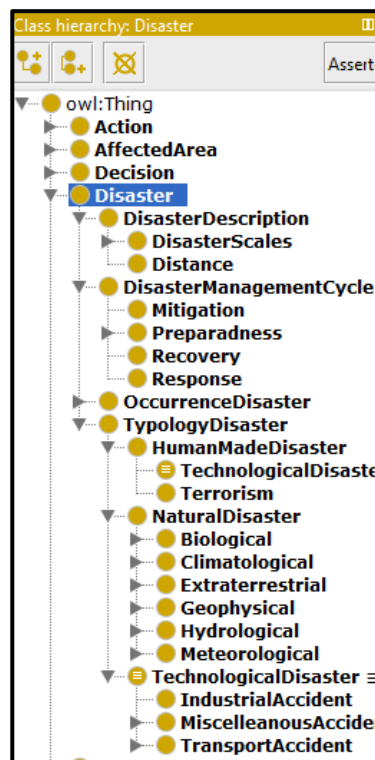 Class hierarchy: Disaster
Assert
owl:Thing
Action
AffectedArea
Decision
Disaster
DisasterDescription
DisasterScales
Distance
DisasterManagementCycle
Mitigation
Preparadness
Recovery
Response
OccurrenceDisaster
TypologyDisaster
HumanMadeDisaster
TechnologicalDisaste
Terrorism
NaturalDisaster
Biological
Climatological
Extraterrestrial
Geophysical
Hydrological
Meteorological
TechnologicalDisaster ≡
IndustrialAccident
MiscelleanousAccide
TransportAccident